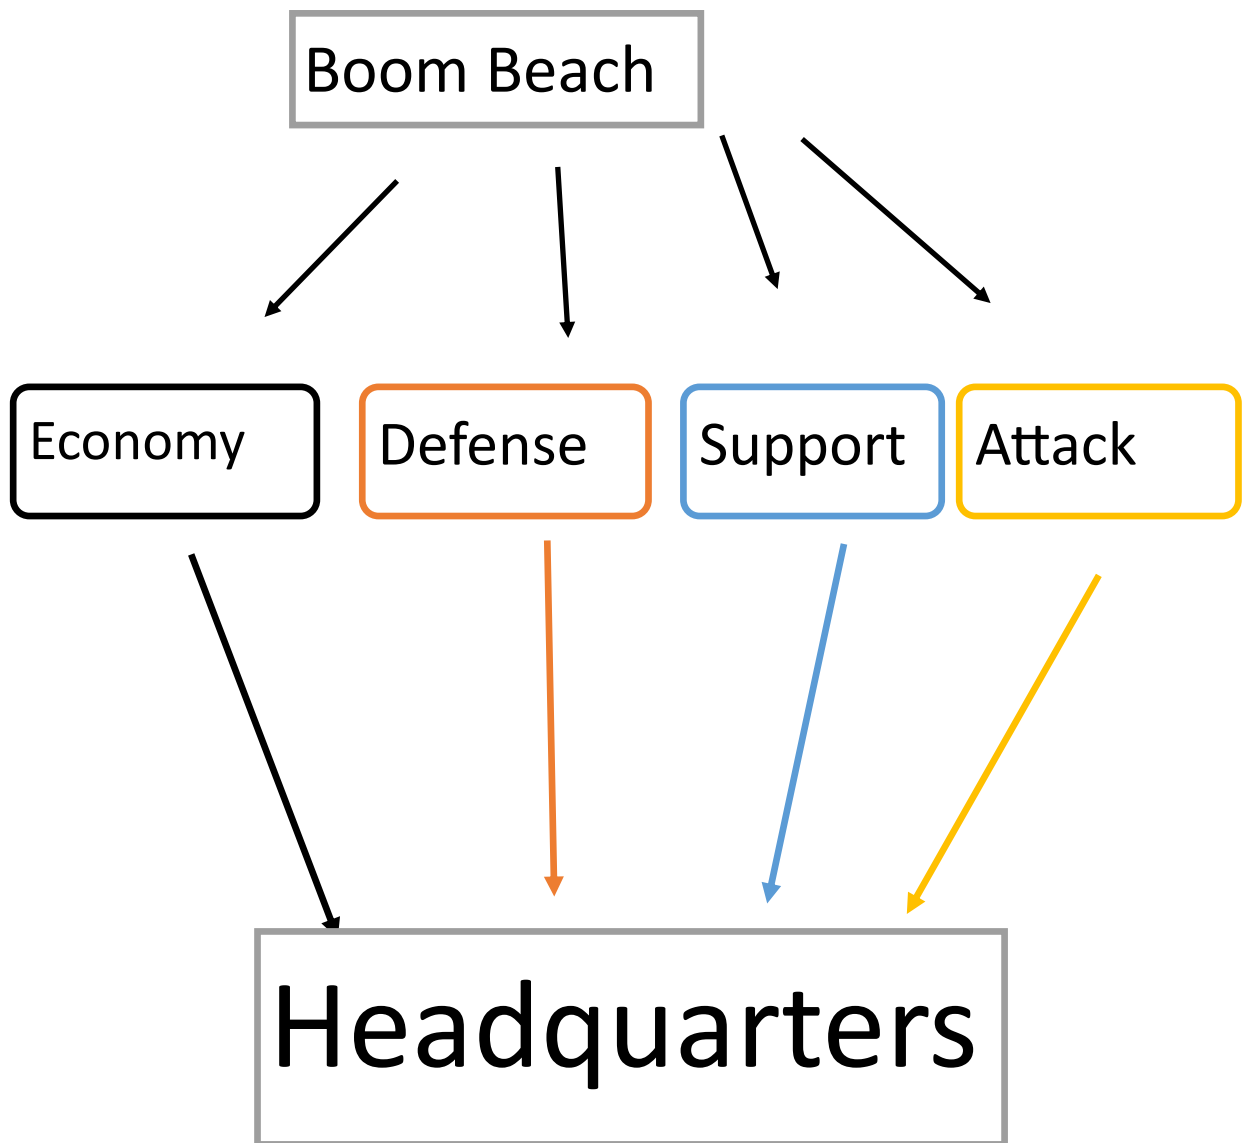 Boom Beach
Economy
Defense
Support
Attack
Headquarters